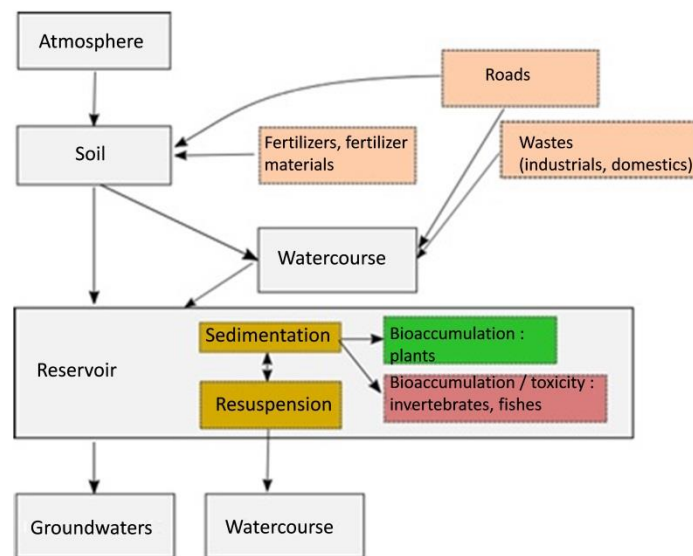 Atmosphere
Roads
Soil
Fertilizers, fertilizer
materials
Wastes
(industrials, domestics)
Watercourse
Reservoir
Sedimentation
Bioaccumulation :
plants
Resuspension
Bioaccumulation / toxicity :
invertebrates, fishes
Groundwaters
Watercourse